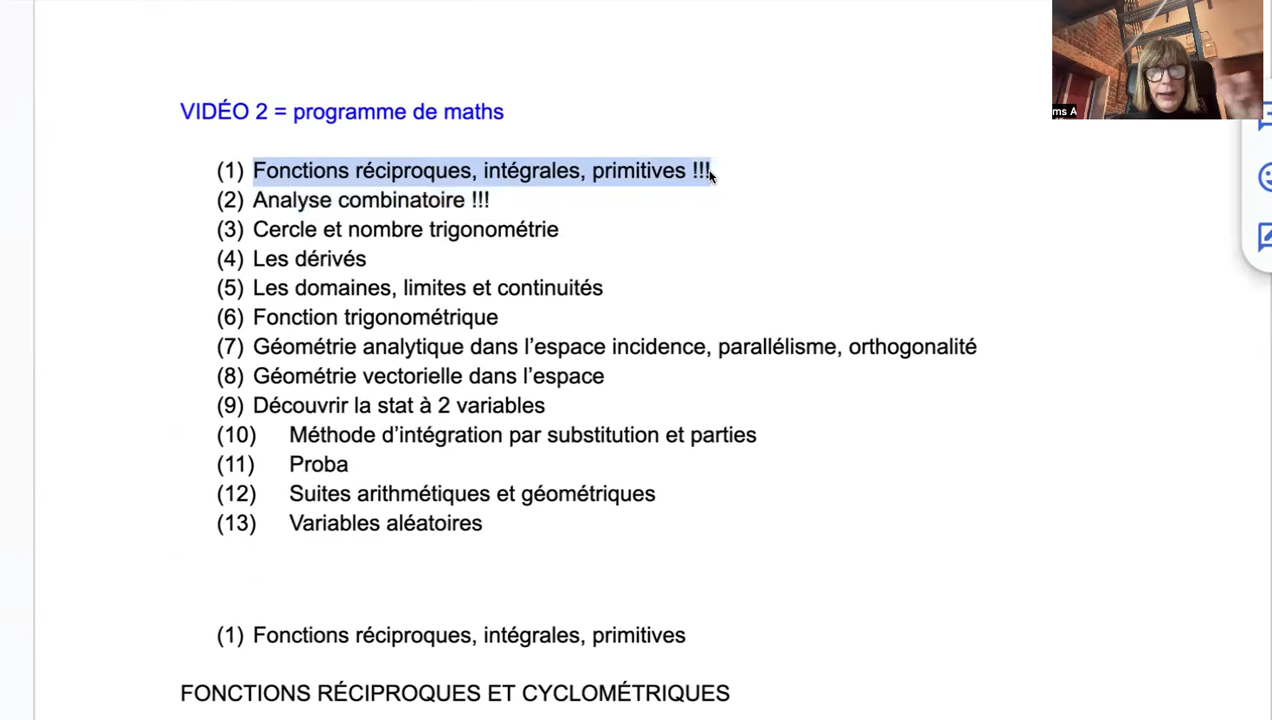 VIDÉO 2 = programme de maths
(1) Fonctions réciproques, intégrales, primitives !!!
(2) Analyse combinatoire !!!
(3) Cercle et nombre trigonométrie
(4) Les dérivés
(5) Les domaines, limites et continuités
(6) Fonction trigonométrique
(7) Géométrie analytique dans l’espace incidence, parallélisme, orthogonalité
(8) Géométrie vectorielle dans l’espace
(9) Découvrir la stat à 2 variables
(10) Méthode d’intégration par substitution et parties
(11) Proba
(12) Suites arithmétiques et géométriques
(13) Variables aléatoires
(1) Fonctions réciproques, intégrales, primitives
FONCTIONS RÉCIPROQUES ET CYCLOMÉTRIQUES
ms A